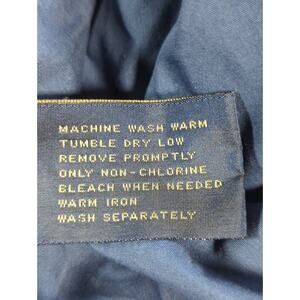 MACHINE WASH WARM
TUMBLE DRY LOW
REMOVE PROMPTLY
ONLY NON-CHLORINE
BLEACH WHEN NEEDED
WARM IRON
WASH SEPARATELY